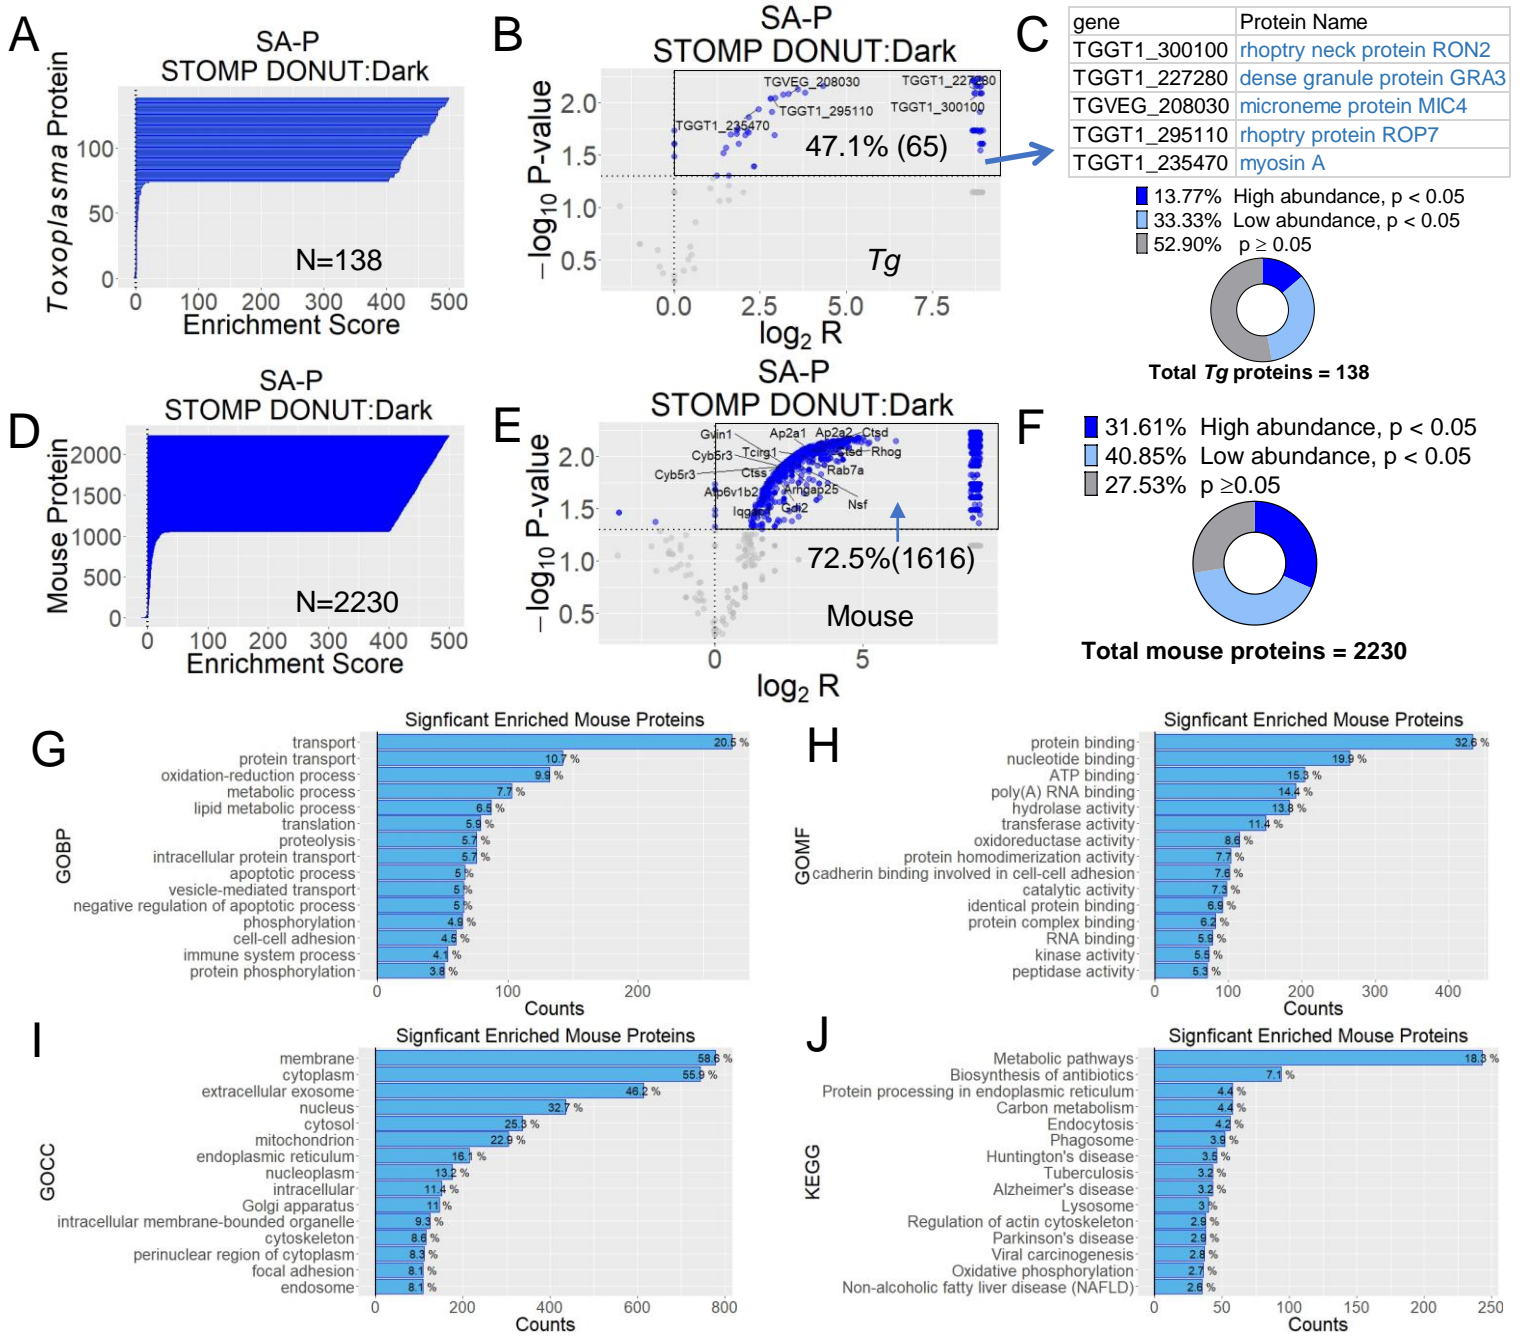 A
SA-P
STOMP DONUT:Dark
Toxoplasma Protein
100
50
0
N=138
0 100 200 300 400 500
Enrichment Score
B
SA-P
STOMP DONUT:Dark
−log10 P-value
2.0
1.5
1.0
0.5
TGVEG_208030
TGGT1_227280
TGGT1_295110
TGGT1_300100
TGGT1_235470
47.1% (65)
Tg
0.0 2.5 5.0 7.5
log2 R
C
gene Protein Name
TGGT1_300100 rhoptry neck protein RON2
TGGT1_227280 dense granule protein GRA3
TGVEG_208030 microneme protein MIC4
TGGT1_295110 rhoptry protein ROP7
TGGT1_235470 myosin A
13.77% High abundance, p < 0.05
33.33% Low abundance, p < 0.05
52.90% p ≥ 0.05
Total Tg proteins = 138
D
SA-P
STOMP DONUT:Dark
Mouse Protein
2000
1500
1000
500
0
N=2230
0 100 200 300 400 500
Enrichment Score
E
SA-P
STOMP DONUT:Dark
−log10 P-value
2.0
1.5
1.0
0.5
Gvin1 Ap2a1 Ap2a2 Ctsd
Cyb5r3 Tcirg1 Ctsd Rhog
Cyb5r3 Ctss Rab7a
Atp6v1b2 Arhgap25
Iqgap1 Gdi2 Nsf
72.5%(1616)
Mouse
0 5
log2 R
F
31.61% High abundance, p < 0.05
40.85% Low abundance, p < 0.05
27.53% p ≥0.05
Total mouse proteins = 2230
G
Signficant Enriched Mouse Proteins
GOBP
transport 20.5 %
protein transport 10.7 %
oxidation-reduction process 9.9 %
metabolic process 7.7 %
lipid metabolic process 6.5 %
translation 5.9 %
proteolysis 5.7 %
intracellular protein transport 5.7 %
apoptotic process 5 %
vesicle-mediated transport 5 %
negative regulation of apoptotic process 5 %
phosphorylation 4.9 %
cell-cell adhesion 4.5 %
immune system process 4.1 %
protein phosphorylation 3.8 %
0 100 200
Counts
H
Signficant Enriched Mouse Proteins
GOMF
protein binding 32.6 %
nucleotide binding 19.9 %
ATP binding 15.3 %
poly(A) RNA binding 14.4 %
hydrolase activity 13.8 %
transferase activity 11.4 %
oxidoreductase activity 8.6 %
protein homodimerization activity 7.7 %
cadherin binding involved in cell-cell adhesion 7.6 %
catalytic activity 7.3 %
identical protein binding 6.9 %
protein complex binding 6.2 %
RNA binding 5.9 %
kinase activity 5.5 %
peptidase activity 5.3 %
0 100 200 300 400
Counts
I
Signficant Enriched Mouse Proteins
GOCC
membrane 58.6 %
cytoplasm 55.9 %
extracellular exosome 46.2 %
nucleus 32.7 %
cytosol 25.3 %
mitochondrion 22.9 %
endoplasmic reticulum 16.1 %
nucleoplasm 13.2 %
intracellular 11.4 %
Golgi apparatus 11 %
intracellular membrane-bounded organelle 9.3 %
cytoskeleton 8.6 %
perinuclear region of cytoplasm 8.3 %
focal adhesion 8.1 %
endosome 8.1 %
0 200 400 600 800
Counts
J
Signficant Enriched Mouse Proteins
KEGG
Metabolic pathways 18.3 %
Biosynthesis of antibiotics 7.1 %
Protein processing in endoplasmic reticulum 4.4 %
Carbon metabolism 4.4 %
Endocytosis 4.2 %
Phagosome 3.9 %
Huntington's disease 3.5 %
Tuberculosis 3.2 %
Alzheimer's disease 3.2 %
Lysosome 3 %
Regulation of actin cytoskeleton 2.9 %
Parkinson's disease 2.9 %
Viral carcinogenesis 2.8 %
Oxidative phosphorylation 2.7 %
Non-alcoholic fatty liver disease (NAFLD) 2.6 %
0 50 100 150 200 250
Counts